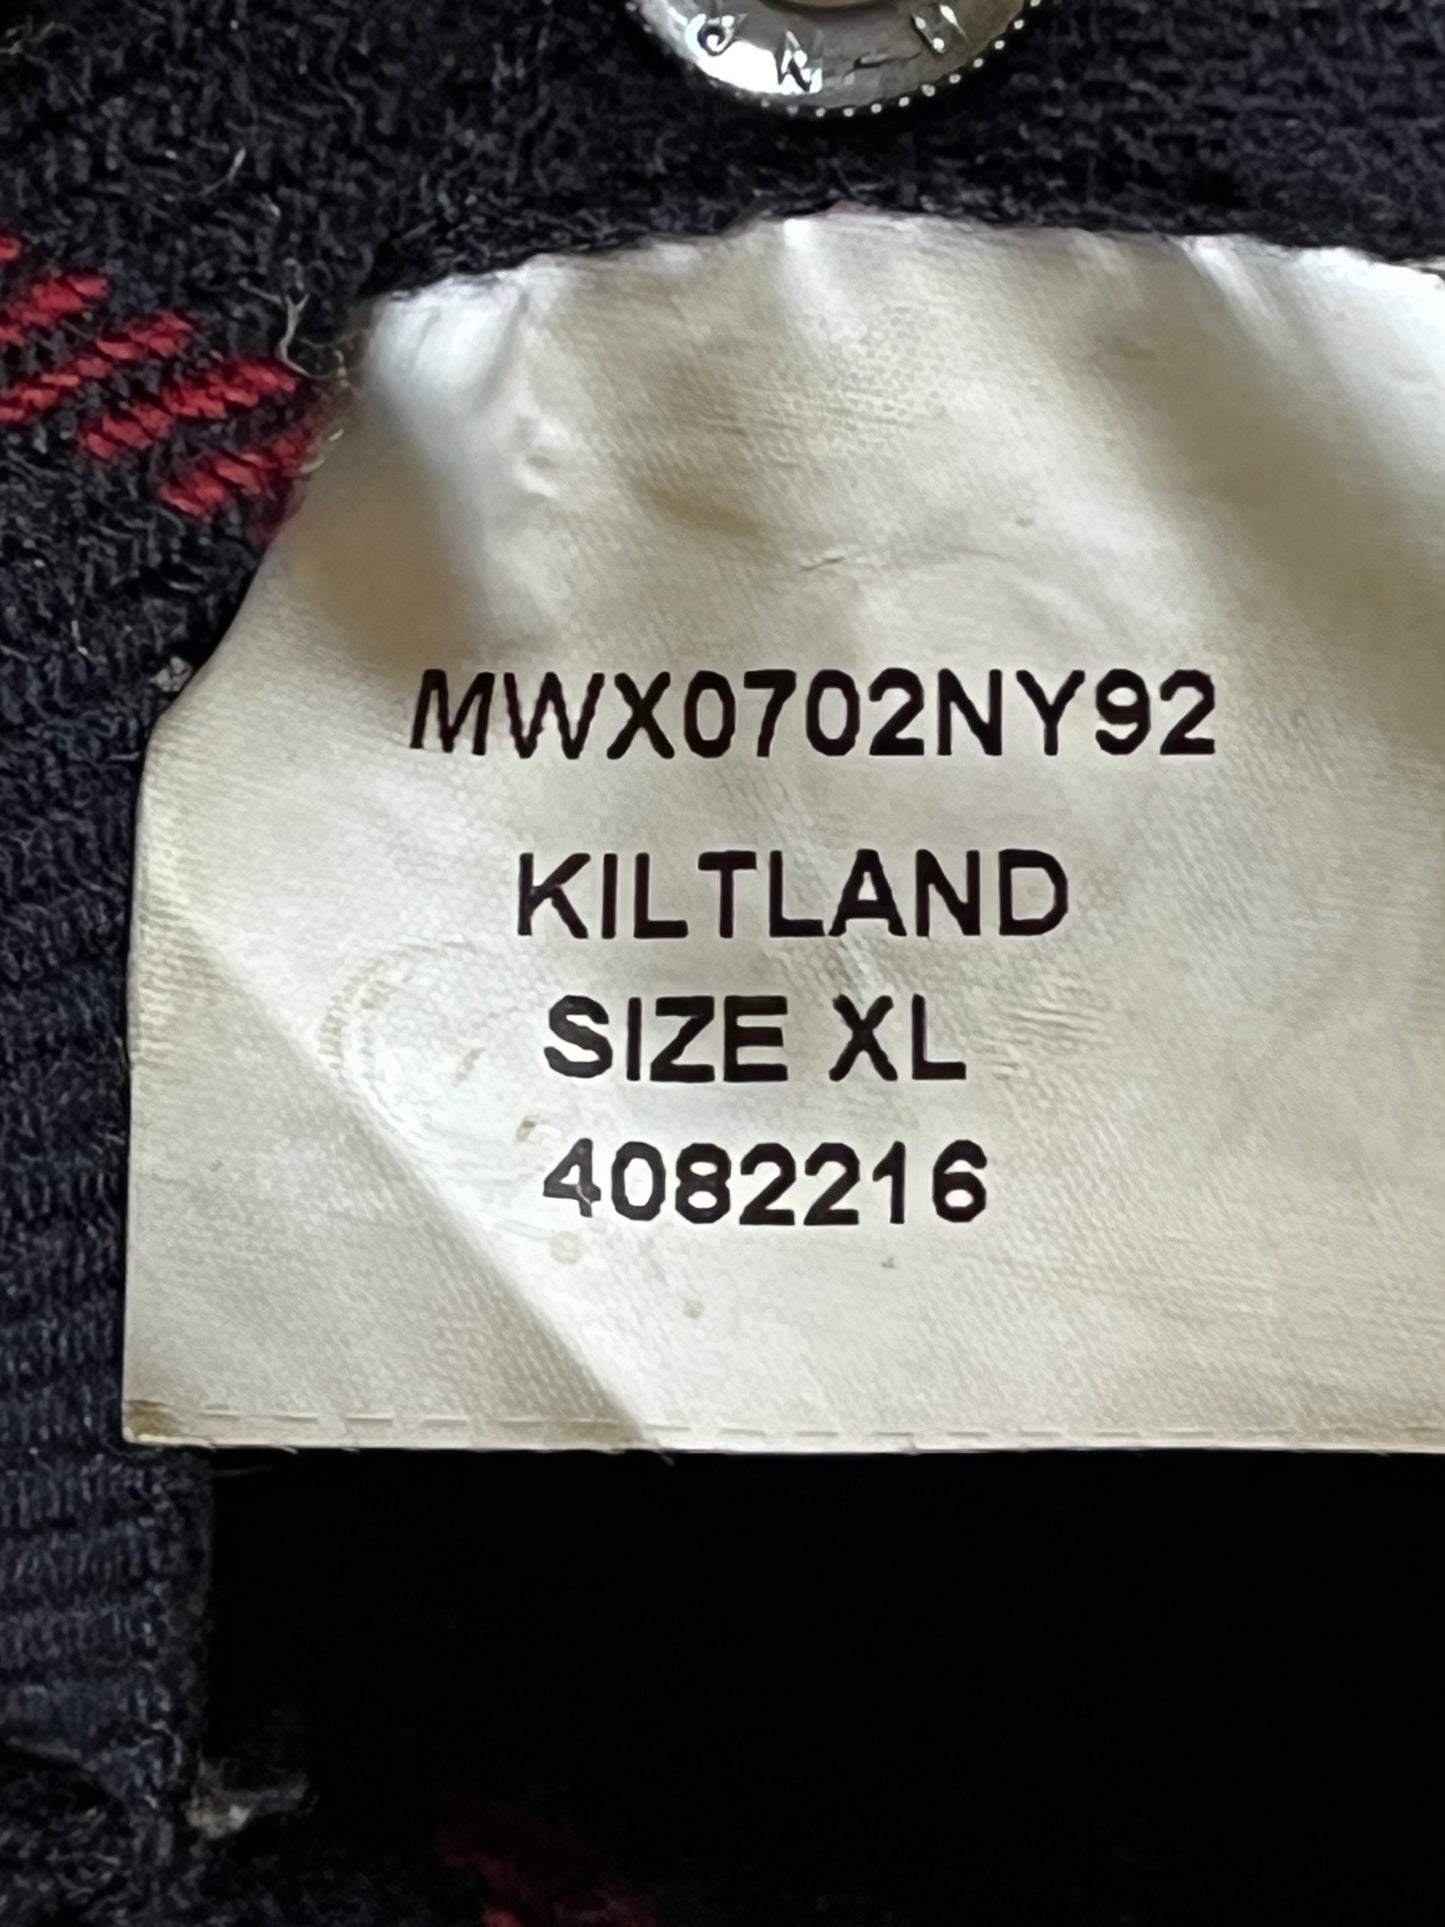 MWX0702NY92
KILTLAND
SIZE XL
4082216